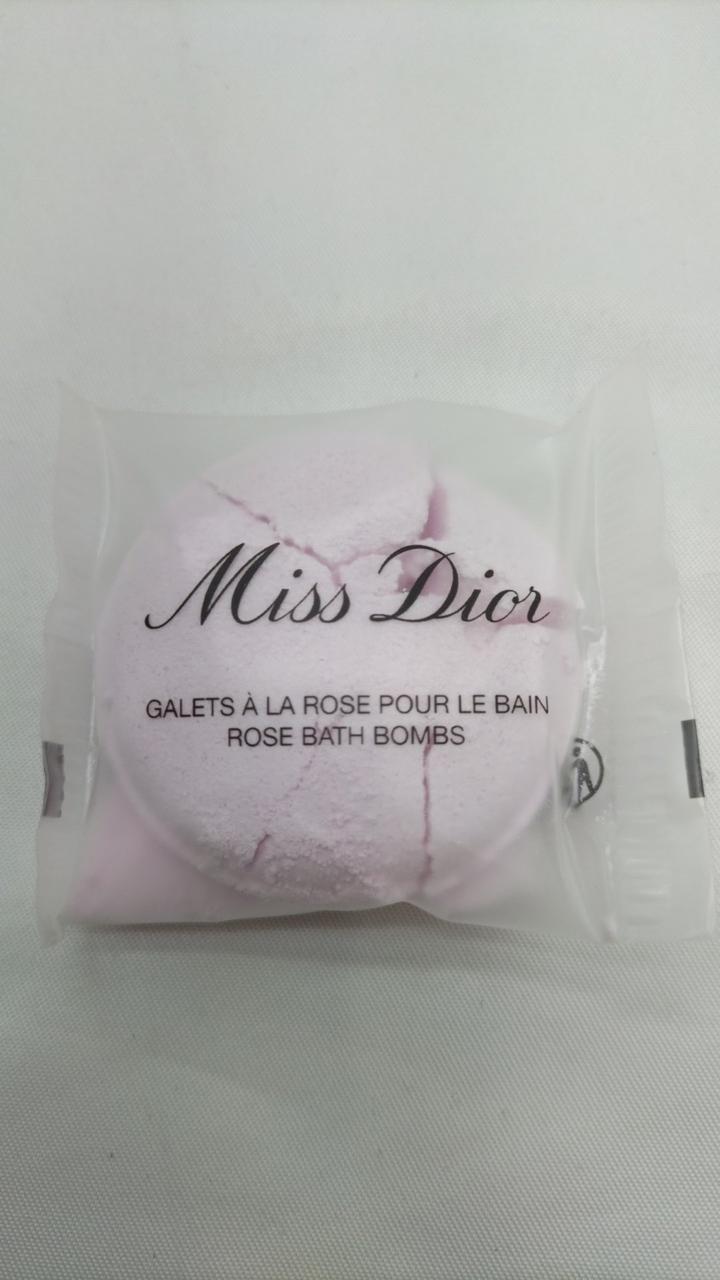 Miss Dior
GALETS À LA ROSE POUR LE BAIN
ROSE BATH BOMBS